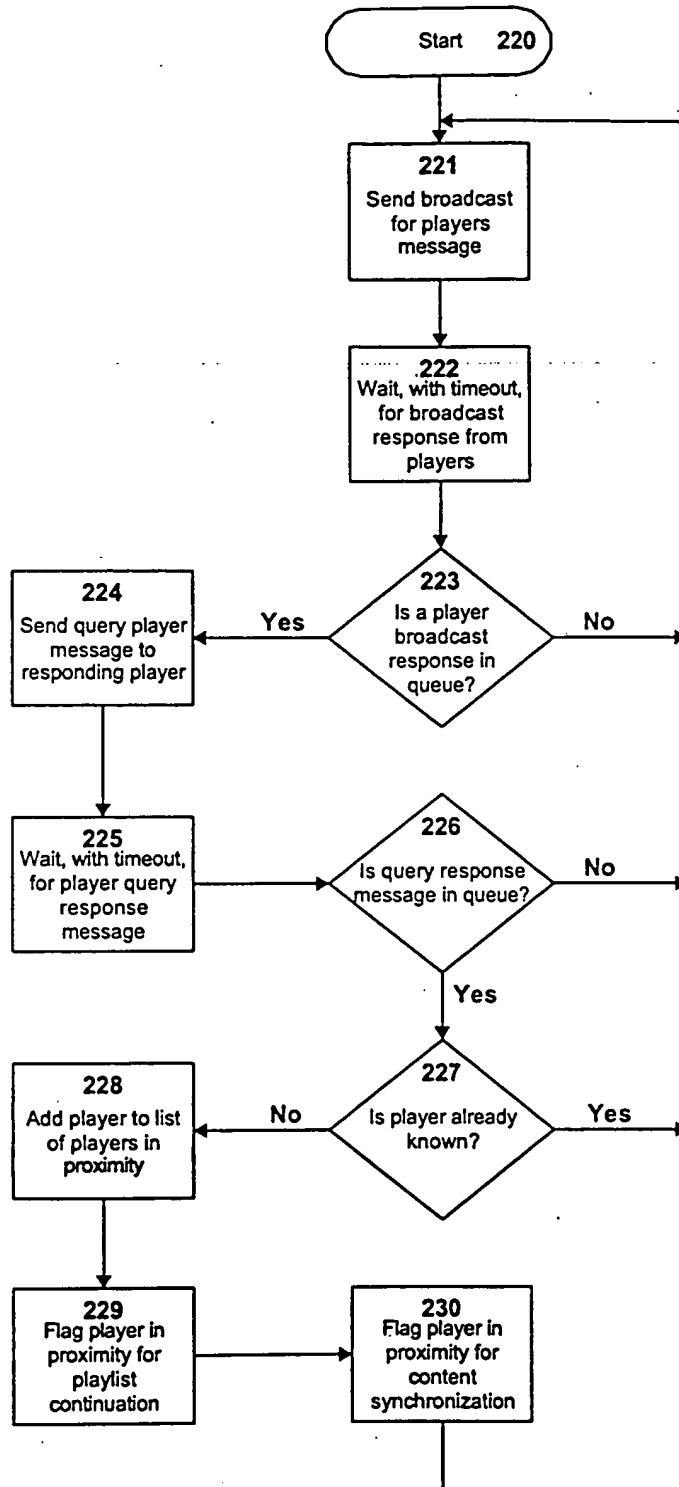 Start 220
221
Send broadcast
for players
message
222
Wait, with timeout,
for broadcast
response from
players
223
Is a player
broadcast
response in
queue?
Yes
No
224
Send query player
message to
responding player
225
Wait, with timeout,
for player query
response
message
226
Is query response
message in queue?
No
Yes
227
Is player already
known?
No
Yes
228
Add player to list
of players in
proximity
229
Flag player in
proximity for
playlist
continuation
230
Flag player in
proximity for
content
synchronization